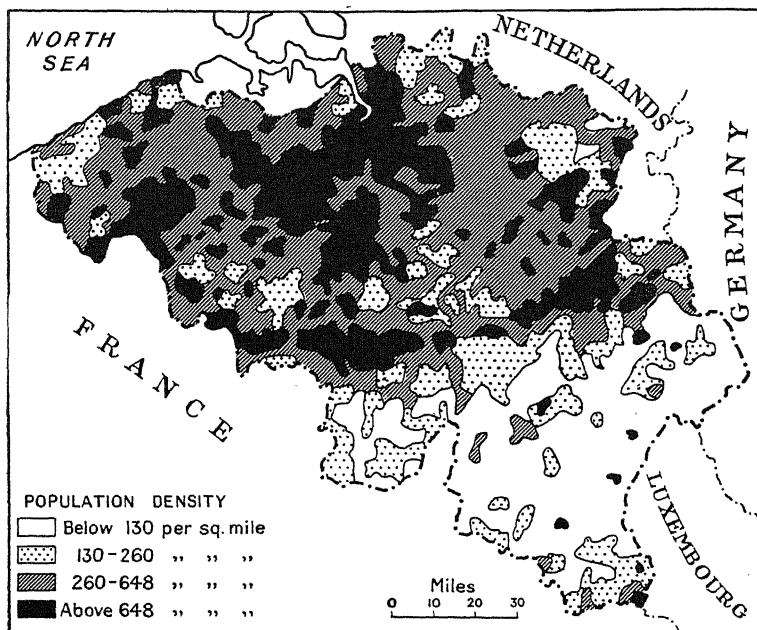 NORTH
SEA
NETHERLANDS
GERMANY
FRANCE
LUXEMBOURG
POPULATION DENSITY
Below 130 per sq. mile
130-260 ,, ,, ,,
260-648 ,, ,, ,,
Above 648 ,, ,, ,,
Miles
0 10 20 30